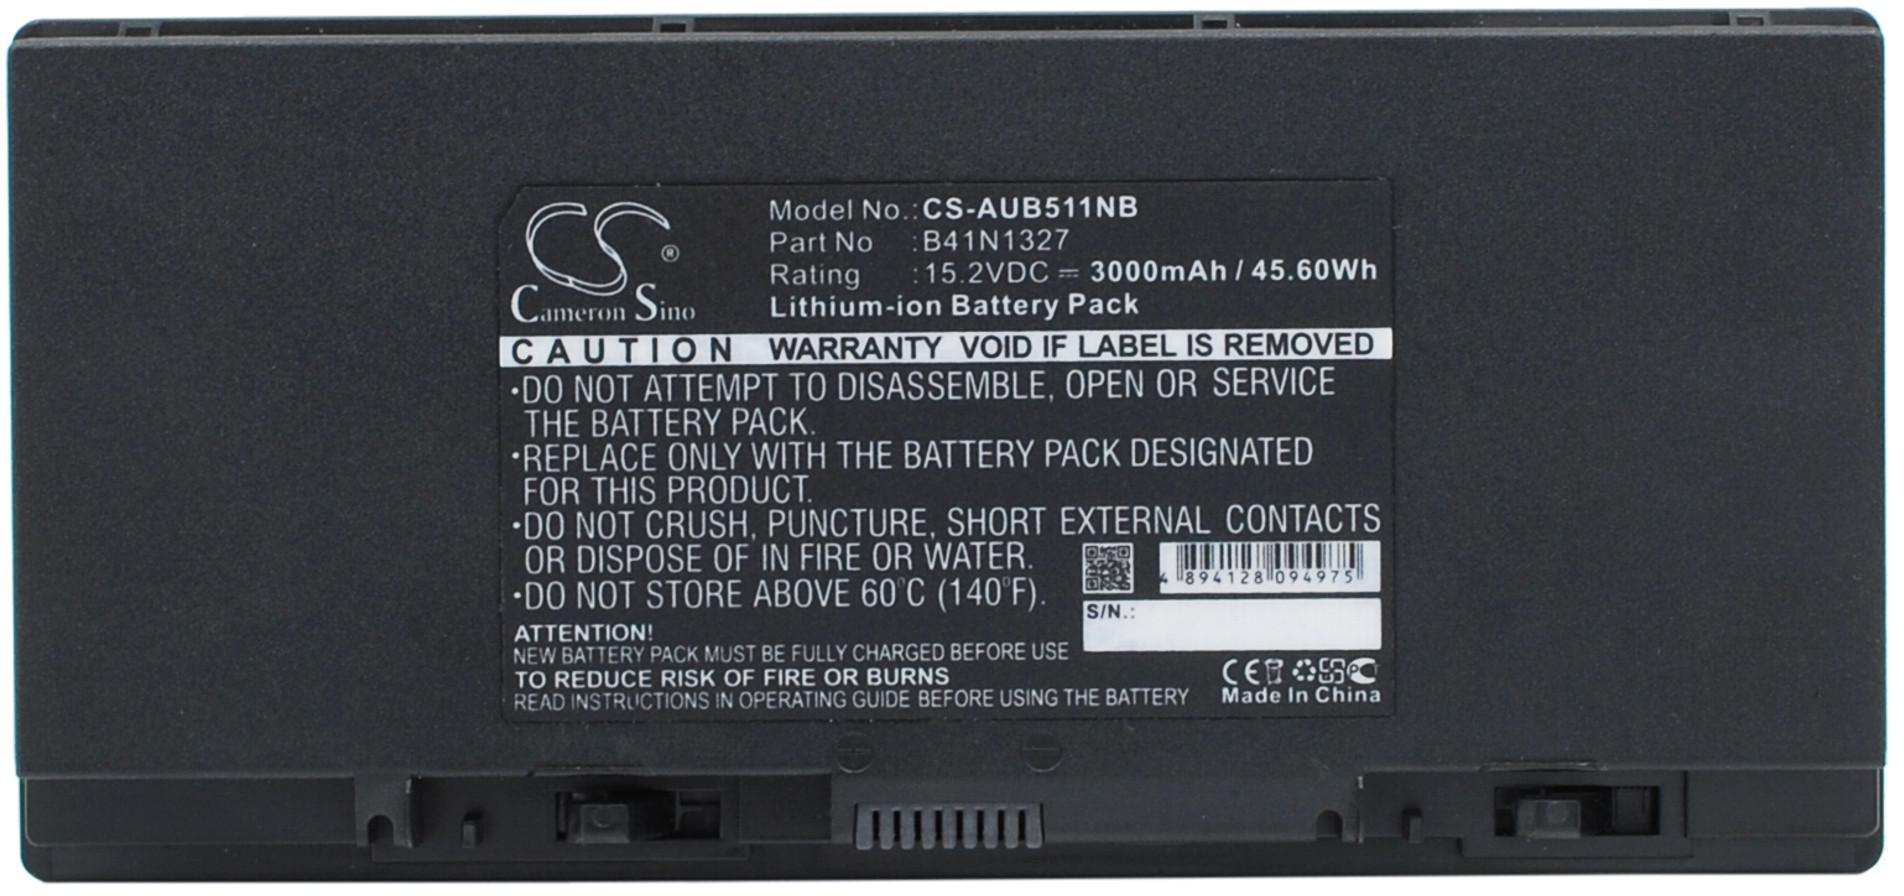 CS®
Cameron Sino
Model No.: CS-AUB511NB
Part No : B41N1327
Rating : 15.2VDC ⎓ 3000mAh / 45.60Wh
Lithium-ion Battery Pack
CAUTION WARRANTY VOID IF LABEL IS REMOVED
•DO NOT ATTEMPT TO DISASSEMBLE, OPEN OR SERVICE
THE BATTERY PACK.
•REPLACE ONLY WITH THE BATTERY PACK DESIGNATED
FOR THIS PRODUCT.
•DO NOT CRUSH, PUNCTURE, SHORT EXTERNAL CONTACTS
OR DISPOSE OF IN FIRE OR WATER.
•DO NOT STORE ABOVE 60°C (140°F).
4 894128 094975
S/N.:
ATTENTION!
NEW BATTERY PACK MUST BE FULLY CHARGED BEFORE USE
TO REDUCE RISK OF FIRE OR BURNS
READ INSTRUCTIONS IN OPERATING GUIDE BEFORE USING THE BATTERY
CE
Made In China